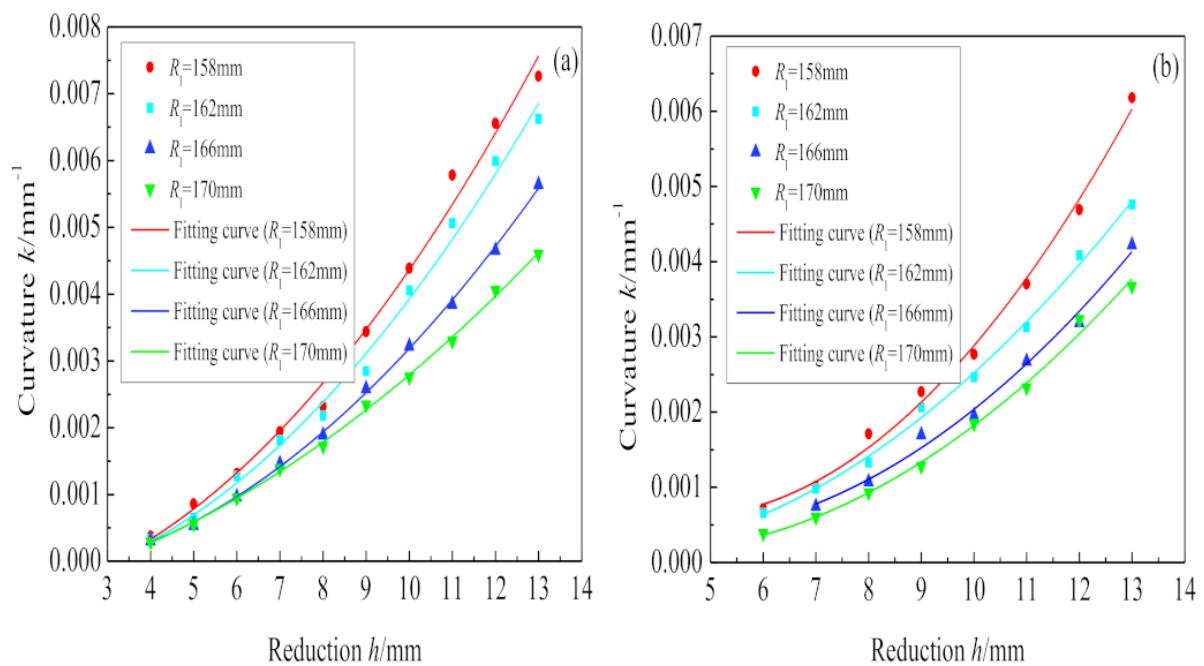 0.008
0.007
0.006
0.005
0.004
0.003
0.002
0.001
0.000
Curvature k/mm⁻¹
(a)
R₁=158mm
R₁=162mm
R₁=166mm
R₁=170mm
Fitting curve (R₁=158mm)
Fitting curve (R₁=162mm)
Fitting curve (R₁=166mm)
Fitting curve (R₁=170mm)
3 4 5 6 7 8 9 10 11 12 13 14
Reduction h/mm
0.007
0.006
0.005
0.004
0.003
0.002
0.001
0.000
Curvature k/mm⁻¹
(b)
R₁=158mm
R₁=162mm
R₁=166mm
R₁=170mm
Fitting curve (R₁=158mm)
Fitting curve (R₁=162mm)
Fitting curve (R₁=166mm)
Fitting curve (R₁=170mm)
5 6 7 8 9 10 11 12 13 14
Reduction h/mm